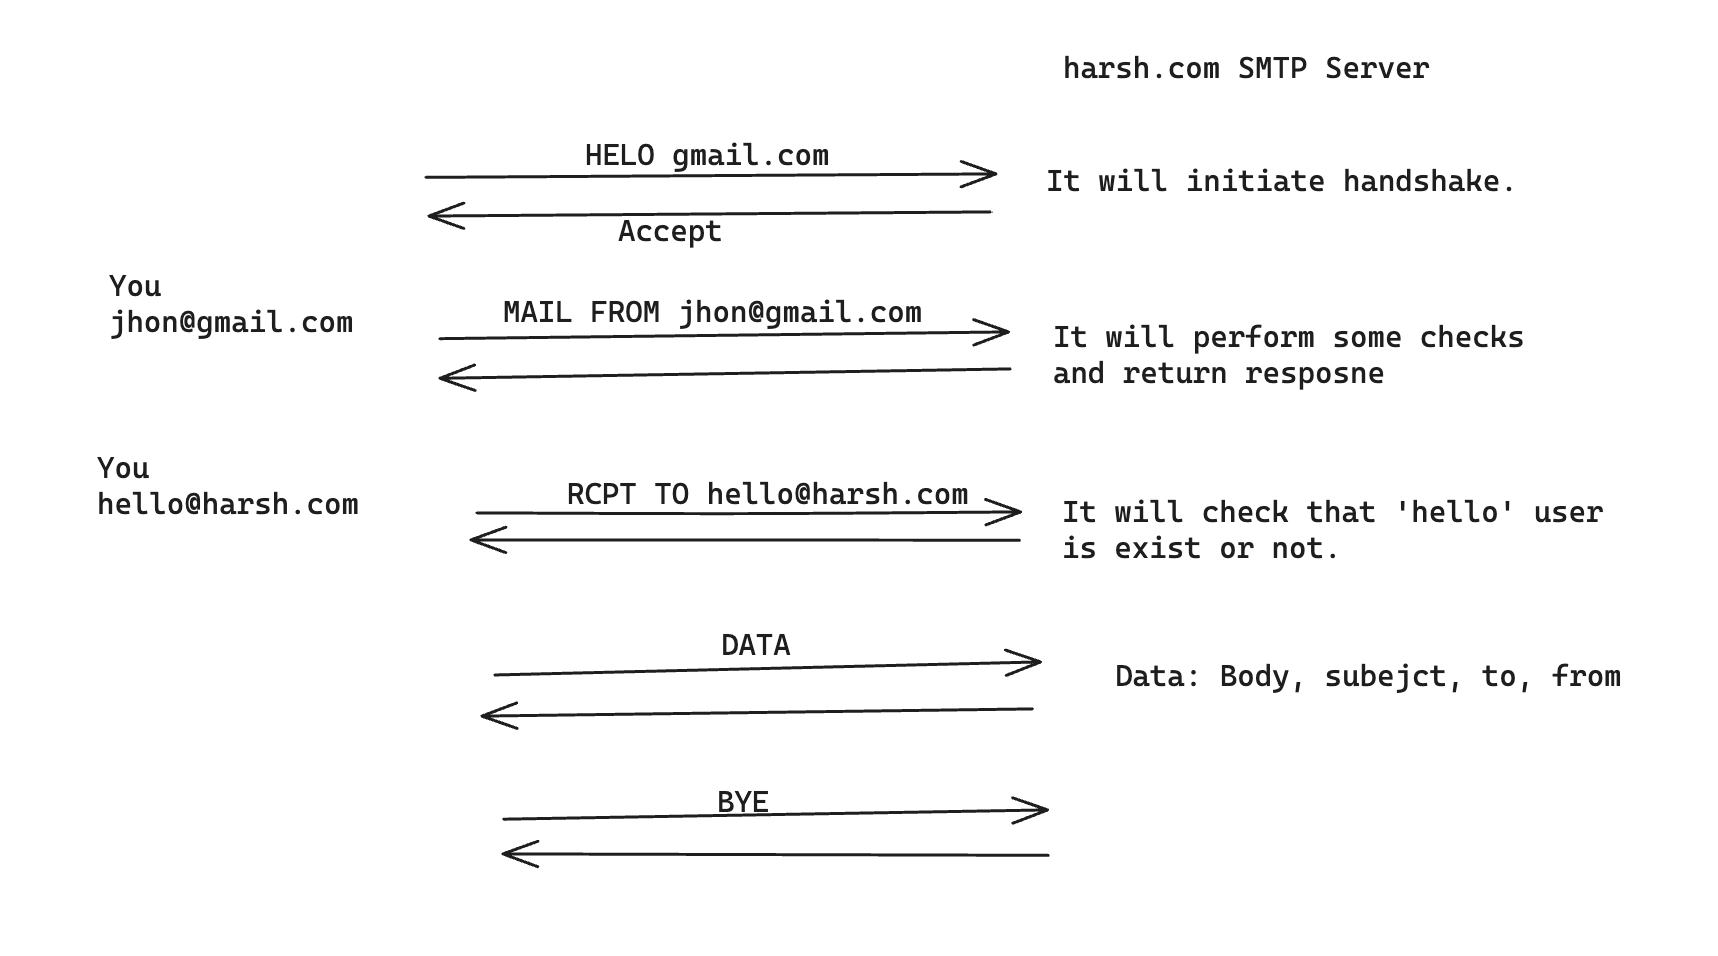 harsh.com SMTP Server
HELO gmail.com
It will initiate handshake.
Accept
You
jhon@gmail.com
MAIL FROM jhon@gmail.com
It will perform some checks
and return resposne
You
hello@harsh.com
RCPT TO hello@harsh.com
It will check that 'hello' user
is exist or not.
DATA
Data: Body, subejct, to, from
BYE